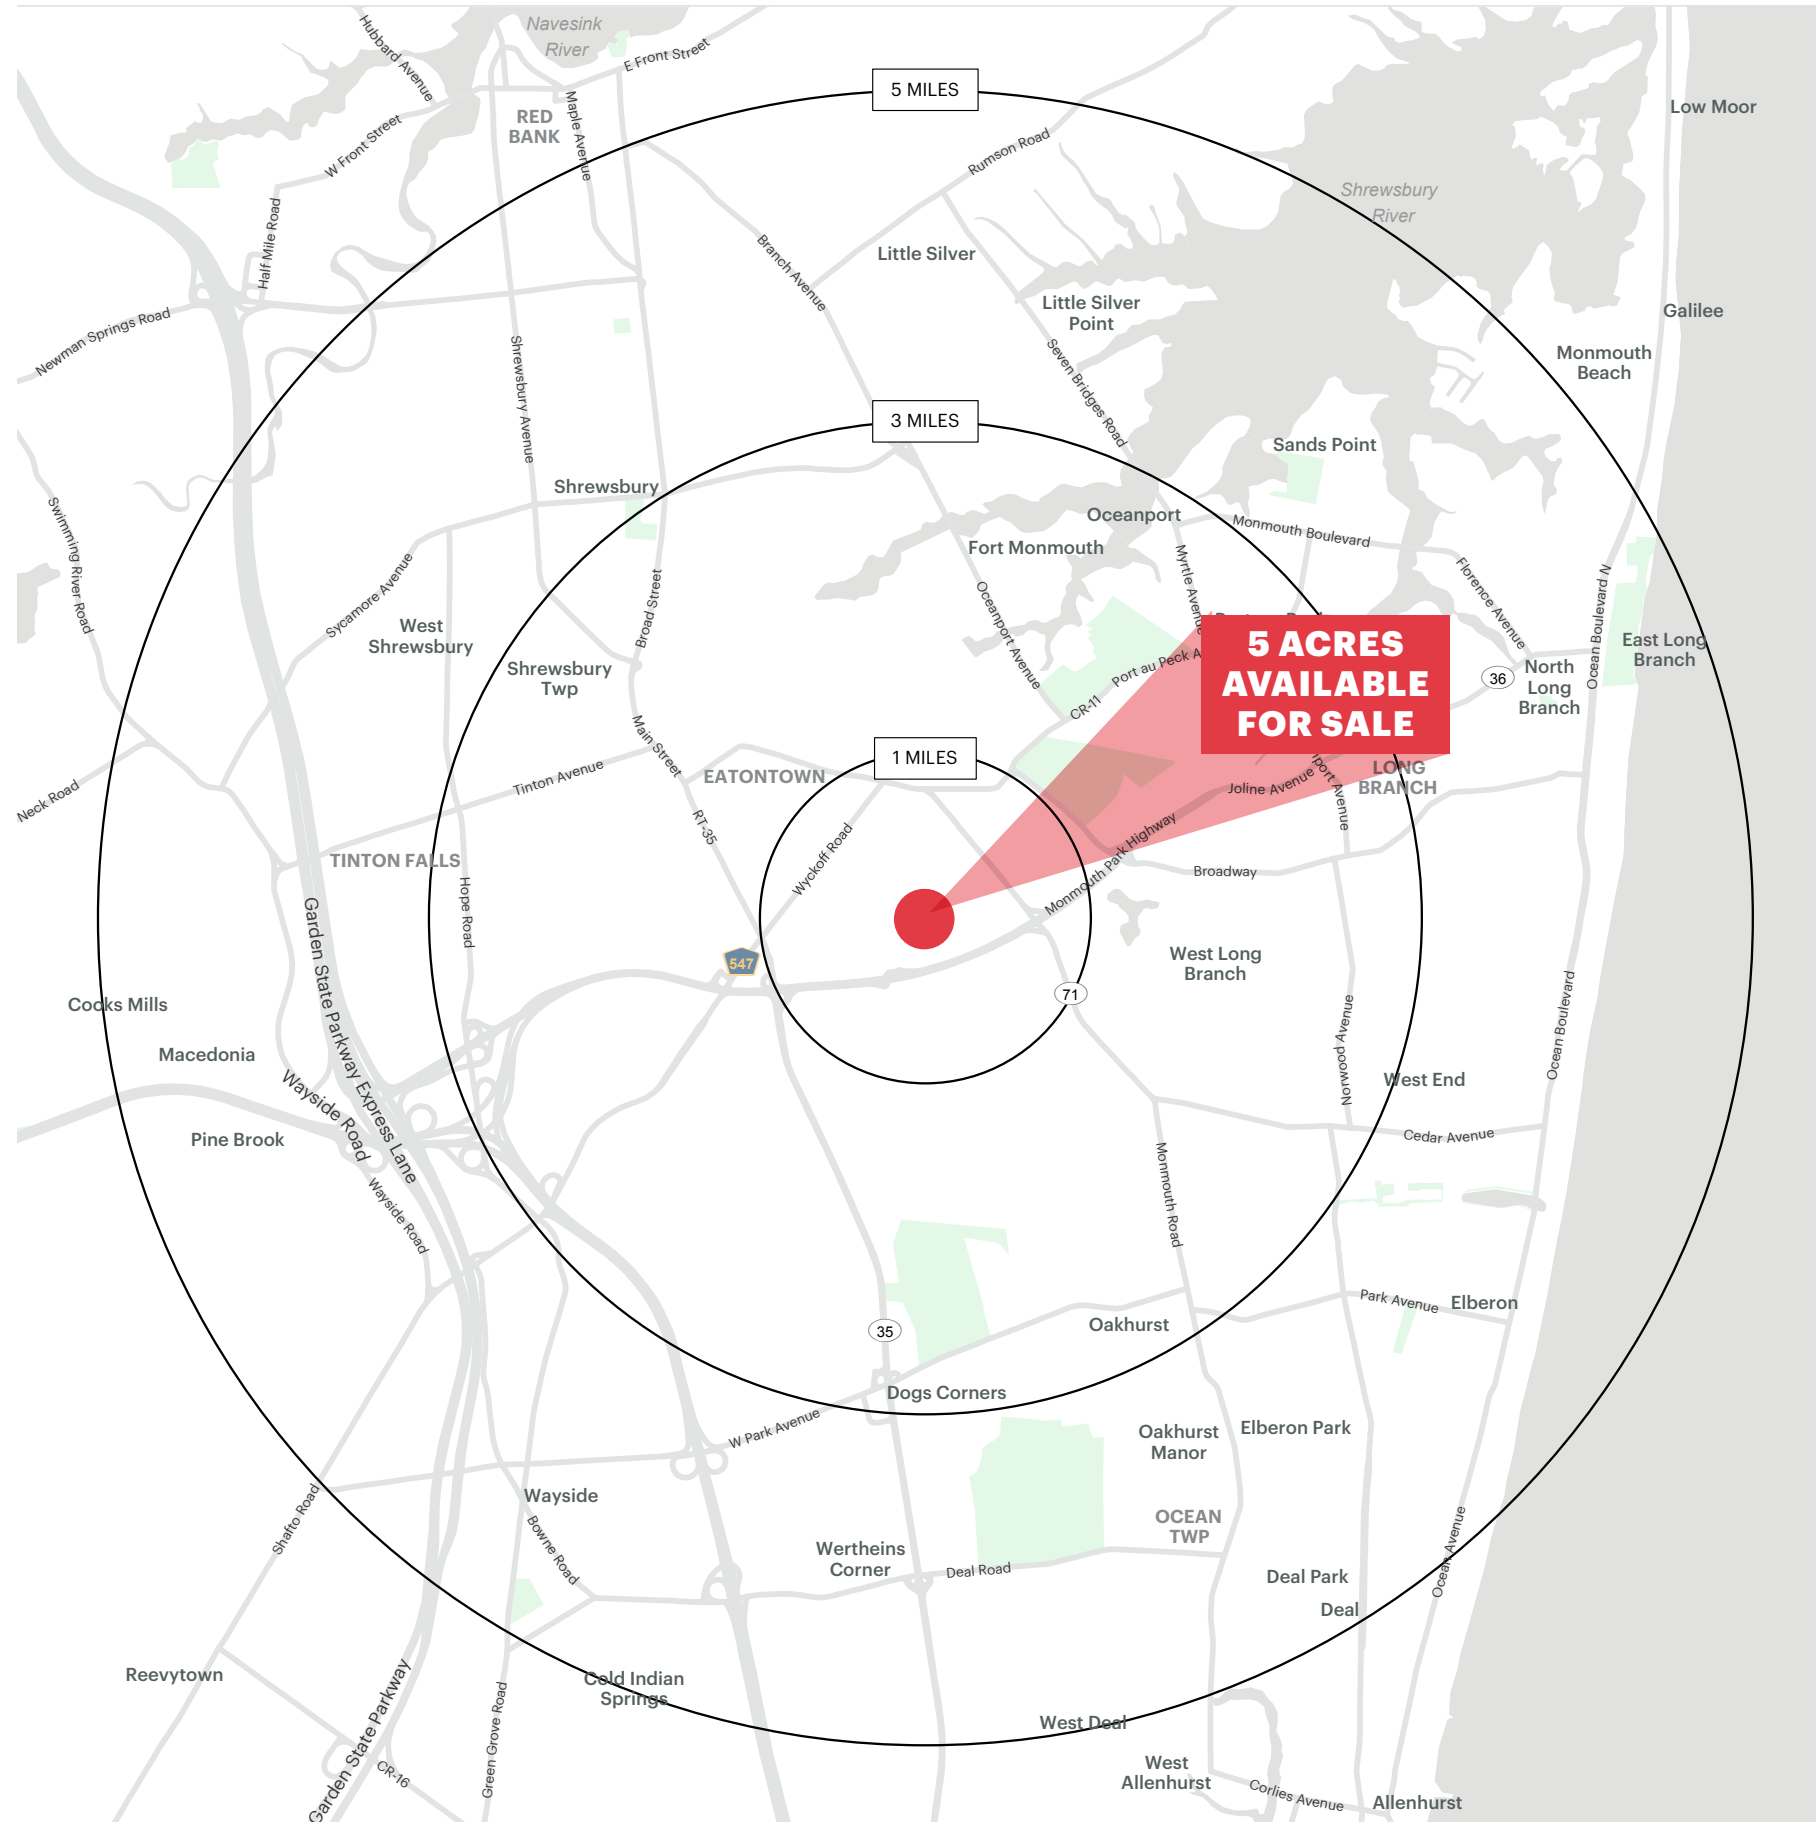 Navesink
River
Hubbard Avenue
E Front Street
5 MILES
Low Moor
RED
BANK
Maple Avenue
W Front Street
Rumson Road
Shrewsbury
River
Half Mile Road
Branch Avenue
Little Silver
Little Silver
Point
Galilee
Newman Springs Road
Shrewsbury Avenue
Seven Bridges Road
Monmouth
Beach
3 MILES
Sands Point
Shrewsbury
Swimming River Road
Oceanport
Monmouth Boulevard
Fort Monmouth
Myrtle Avenue
Florence Avenue
Ocean Boulevard N
Sycamore Avenue
Broad Street
Oceanport Avenue
West
Shrewsbury
Shrewsbury
Twp
Port au Peck A
5 ACRES
AVAILABLE
FOR SALE
East Long
Branch
36
North
Long
Branch
CR-11
Main Street
1 MILES
EATONTOWN
Tinton Avenue
LONG
BRANCH
Joline Avenue
port Avenue
Neck Road
RT-35
Wyckoff Road
Monmouth Park Highway
TINTON FALLS
Broadway
Hope Road
Garden State Parkway Express Lane
547
West Long
Branch
71
Cooks Mills
Macedonia
Norwood Avenue
Ocean Boulevard
West End
Wayside Road
Pine Brook
Cedar Avenue
Wayside Road
Monmouth Road
Park Avenue
Elberon
35
Oakhurst
Dogs Corners
W Park Avenue
Oakhurst
Manor
Elberon Park
Wayside
Shafto Road
Bowne Road
OCEAN
TWP
Wertheins
Corner
Deal Road
Ocean Avenue
Deal Park
Deal
Reevytown
Cold Indian
Springs
Garden State Parkway
Green Grove Road
West Deal
CR-16
West
Allenhurst
Corlies Avenue
Allenhurst